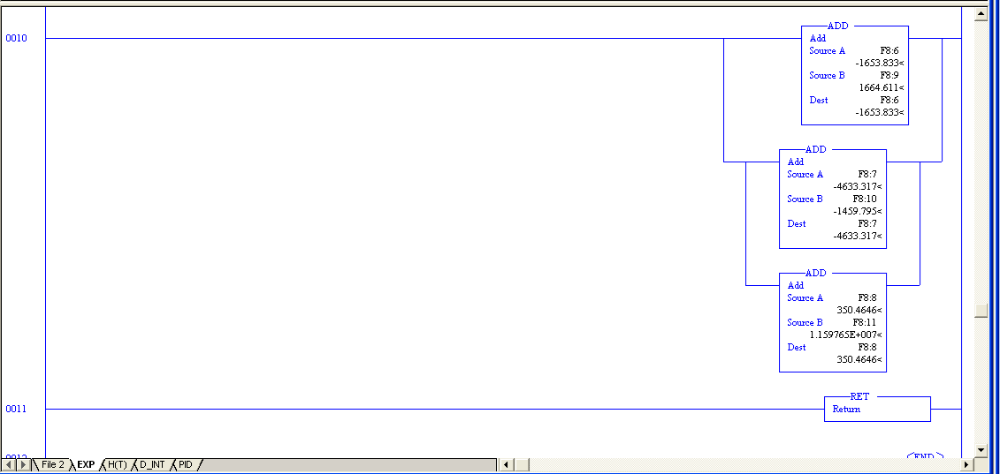 ADD
0010
Add
Source A F8:6
-1653.833<
Source B F8:9
1664.611<
Dest F8:6
-1653.833<
ADD
Add
Source A F8:7
-4633.317<
Source B F8:10
-1459.795<
Dest F8:7
-4633.317<
ADD
Add
Source A F8:8
350.4646<
Source B F8:11
1.159765E+007<
Dest F8:8
350.4646<
RET
0011
Return
0012
END
File 2 EXP H(T) D_INT PID